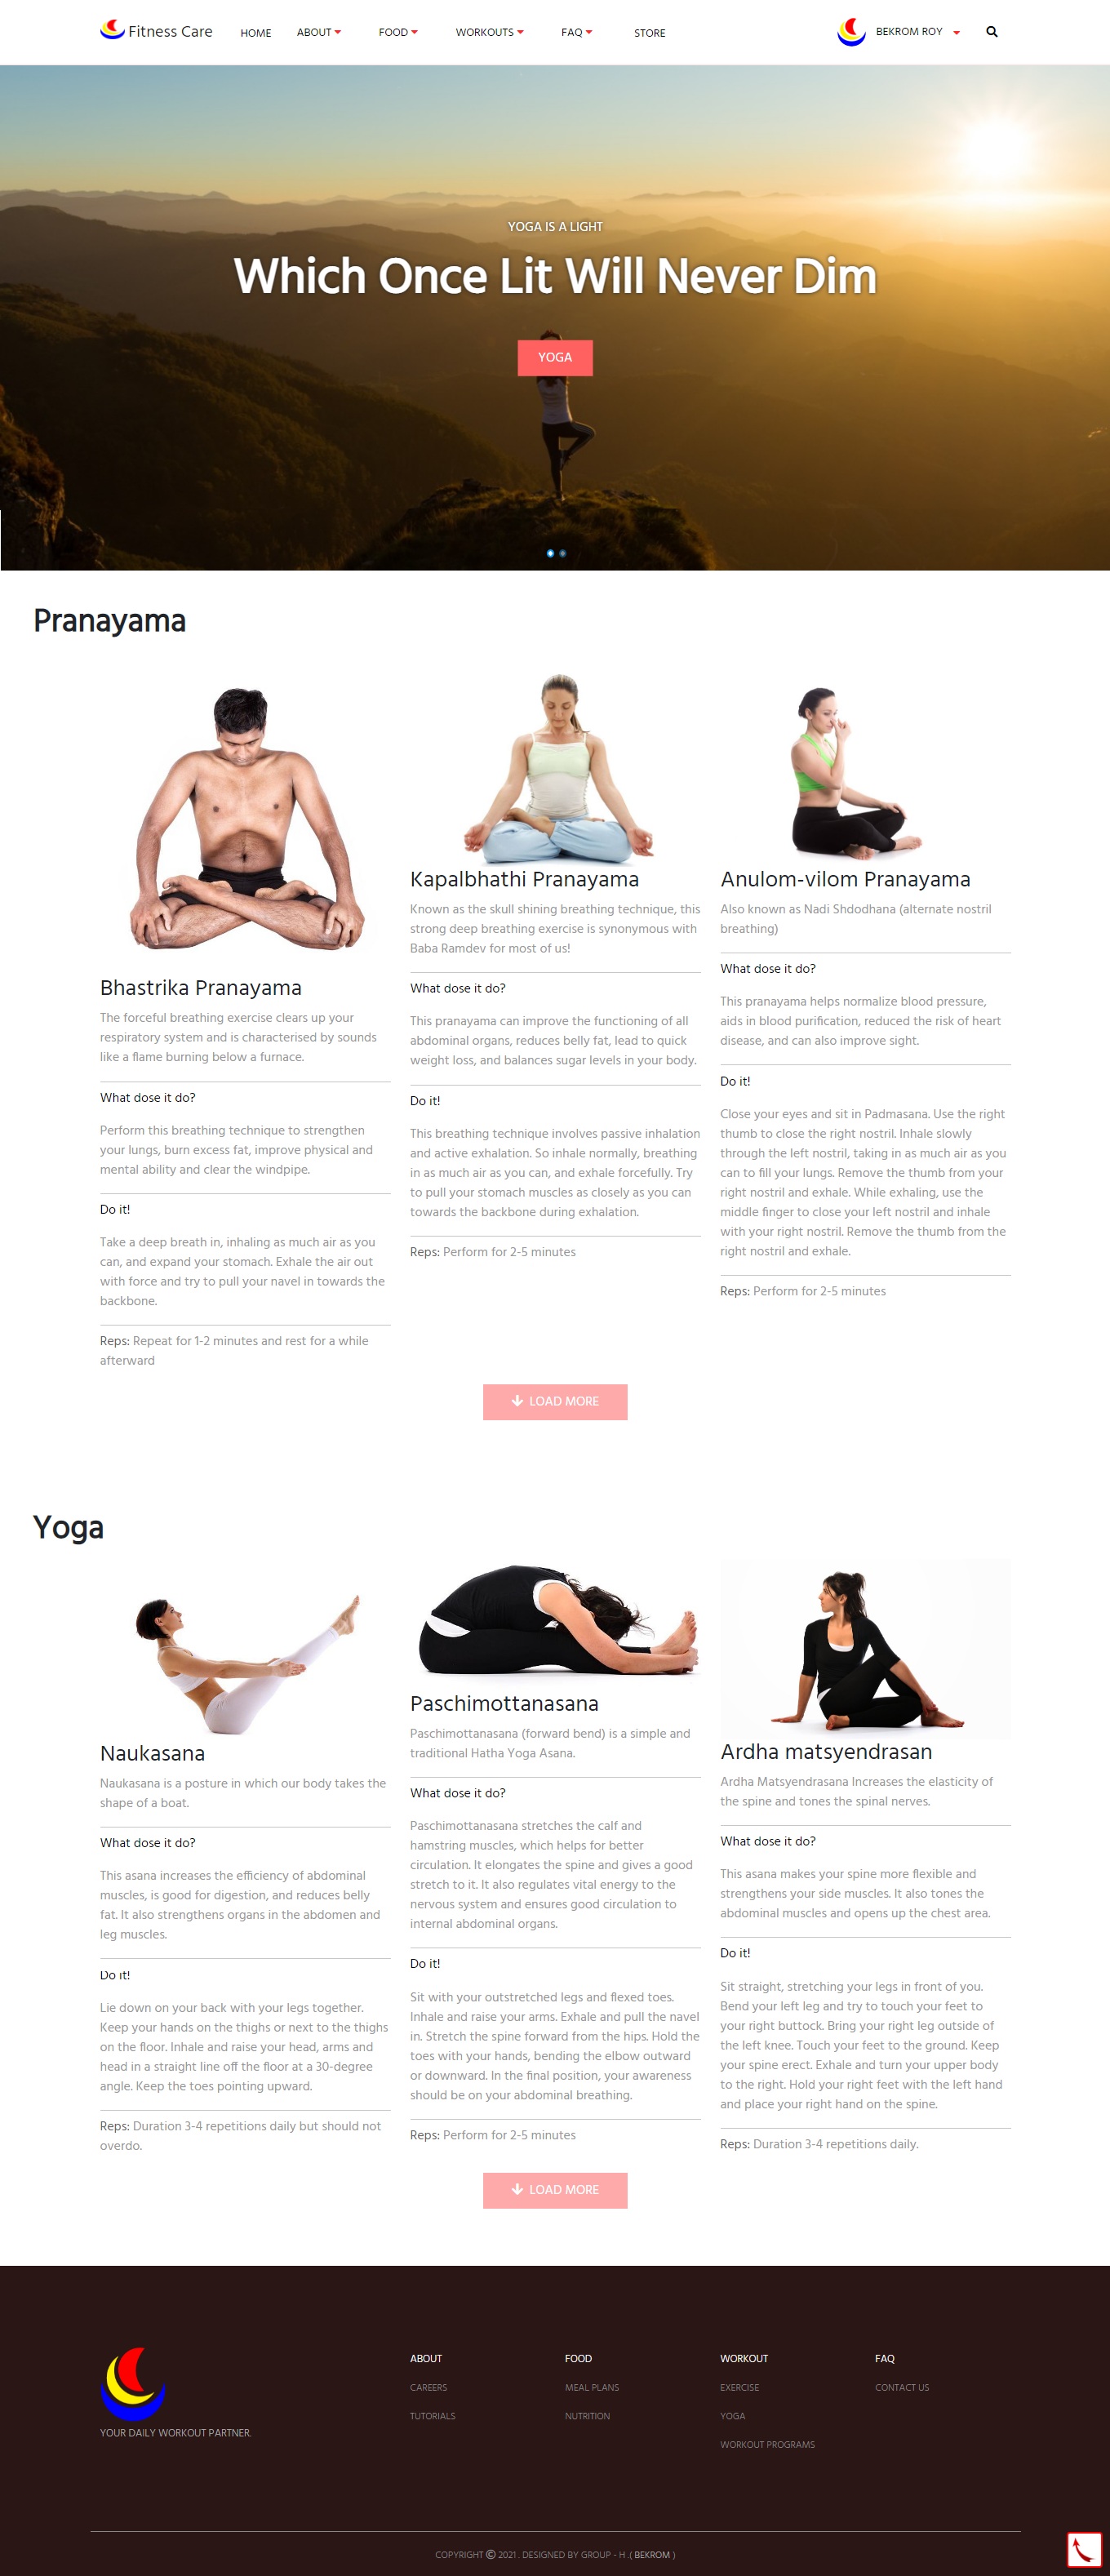 Fitness Care
HOME
ABOUT
FOOD
WORKOUTS
FAQ
STORE
BEKROM ROY
YOGA IS A LIGHT
Which Once Lit Will Never Dim
YOGA
Pranayama
Bhastrika Pranayama
The forceful breathing exercise clears up your
respiratory system and is characterised by sounds
like a flame burning below a furnace.
What dose it do?
Perform this breathing technique to strengthen
your lungs, burn excess fat, improve physical and
mental ability and clear the windpipe.
Do it!
Take a deep breath in, inhaling as much air as you
can, and expand your stomach. Exhale the air out
with force and try to pull your navel in towards the
backbone.
Reps: Repeat for 1-2 minutes and rest for a while
afterward
Kapalbhathi Pranayama
Known as the skull shining breathing technique, this
strong deep breathing exercise is synonymous with
Baba Ramdev for most of us!
What dose it do?
This pranayama can improve the functioning of all
abdominal organs, reduces belly fat, lead to quick
weight loss, and balances sugar levels in your body.
Do it!
This breathing technique involves passive inhalation
and active exhalation. So inhale normally, breathing
in as much air as you can, and exhale forcefully. Try
to pull your stomach muscles as closely as you can
towards the backbone during exhalation.
Reps: Perform for 2-5 minutes
Anulom-vilom Pranayama
Also known as Nadi Shdodhana (alternate nostril
breathing)
What dose it do?
This pranayama helps normalize blood pressure,
aids in blood purification, reduced the risk of heart
disease, and can also improve sight.
Do it!
Close your eyes and sit in Padmasana. Use the right
thumb to close the right nostril. Inhale slowly
through the left nostril, taking in as much air as you
can to fill your lungs. Remove the thumb from your
right nostril and exhale. While exhaling, use the
middle finger to close your left nostril and inhale
with your right nostril. Remove the thumb from the
right nostril and exhale.
Reps: Perform for 2-5 minutes
LOAD MORE
Yoga
Naukasana
Naukasana is a posture in which our body takes the
shape of a boat.
What dose it do?
This asana increases the efficiency of abdominal
muscles, is good for digestion, and reduces belly
fat. It also strengthens organs in the abdomen and
leg muscles.
Do it!
Lie down on your back with your legs together.
Keep your hands on the thighs or next to the thighs
on the floor. Inhale and raise your head, arms and
head in a straight line off the floor at a 30-degree
angle. Keep the toes pointing upward.
Reps: Duration 3-4 repetitions daily but should not
overdo.
Paschimottanasana
Paschimottanasana (forward bend) is a simple and
traditional Hatha Yoga Asana.
What dose it do?
Paschimottanasana stretches the calf and
hamstring muscles, which helps for better
circulation. It elongates the spine and gives a good
stretch to it. It also regulates vital energy to the
nervous system and ensures good circulation to
internal abdominal organs.
Do it!
Sit with your outstretched legs and flexed toes.
Inhale and raise your arms. Exhale and pull the navel
in. Stretch the spine forward from the hips. Hold the
toes with your hands, bending the elbow outward
or downward. In the final position, your awareness
should be on your abdominal breathing.
Reps: Perform for 2-5 minutes
Ardha matsyendrasan
Ardha Matsyendrasana Increases the elasticity of
the spine and tones the spinal nerves.
What dose it do?
This asana makes your spine more flexible and
strengthens your side muscles. It also tones the
abdominal muscles and opens up the chest area.
Do it!
Sit straight, stretching your legs in front of you.
Bend your left leg and try to touch your feet to
your right buttock. Bring your right leg outside of
the left knee. Touch your feet to the ground. Keep
your spine erect. Exhale and turn your upper body
to the right. Hold your right feet with the left hand
and place your right hand on the spine.
Reps: Duration 3-4 repetitions daily.
LOAD MORE
YOUR DAILY WORKOUT PARTNER.
ABOUT
CAREERS
TUTORIALS
FOOD
MEAL PLANS
NUTRITION
WORKOUT
EXERCISE
YOGA
WORKOUT PROGRAMS
FAQ
CONTACT US
COPYRIGHT © 2021 . DESIGNED BY GROUP - H .( BEKROM )